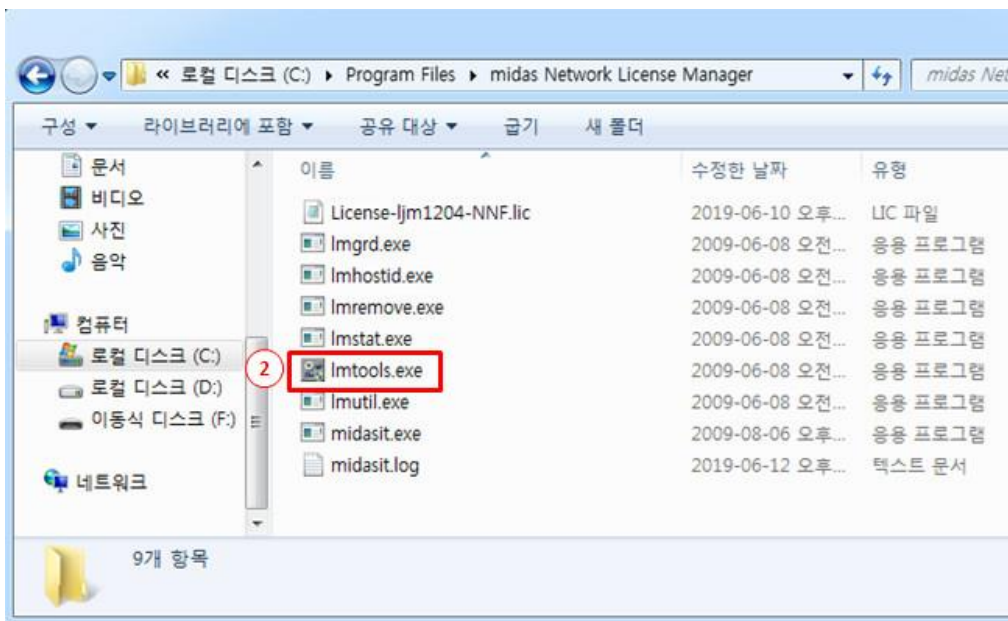 « 로컬 디스크 (C:) ▸ Program Files ▸ midas Network License Manager midas Net
구성 라이브러리에 포함 공유 대상 굽기 새 폴더
문서
비디오
사진
음악
컴퓨터
로컬 디스크 (C:)
로컬 디스크 (D:)
이동식 디스크 (F:)
네트워크
이름 수정한 날짜 유형
License-ljm1204-NNF.lic 2019-06-10 오후... LIC 파일
lmgrd.exe 2009-06-08 오전... 응용 프로그램
lmhostid.exe 2009-06-08 오전... 응용 프로그램
lmremove.exe 2009-06-08 오전... 응용 프로그램
lmstat.exe 2009-06-08 오전... 응용 프로그램
2 lmtools.exe 2009-06-08 오전... 응용 프로그램
lmutil.exe 2009-06-08 오전... 응용 프로그램
midasit.exe 2009-08-06 오후... 응용 프로그램
midasit.log 2019-06-12 오후... 텍스트 문서
9개 항목